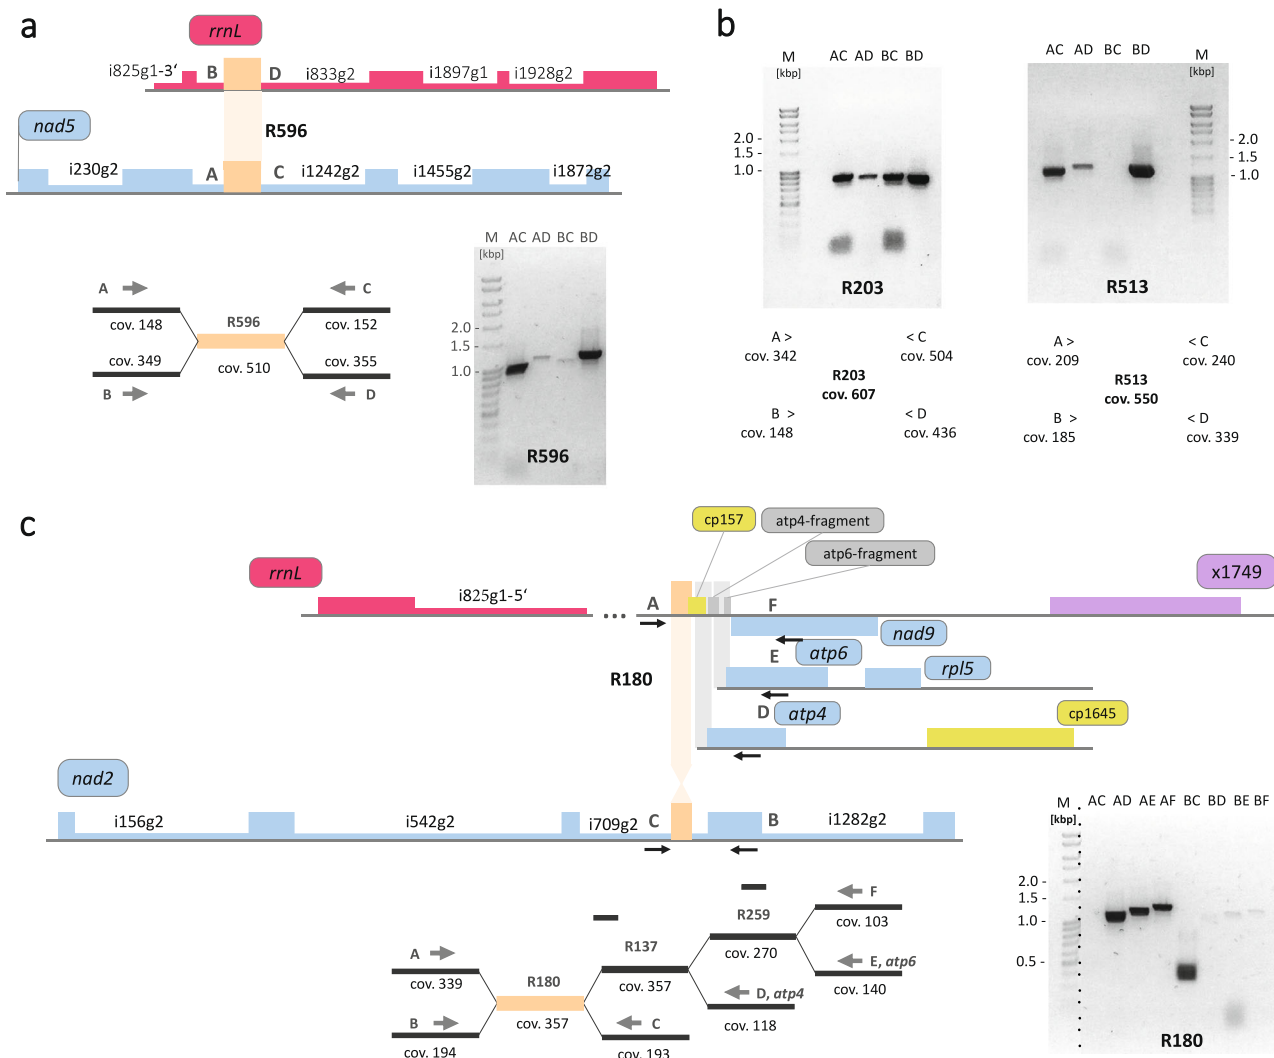 a
rrnL
i825g1-3‘
B
D
i833g2
i1897g1
i1928g2
nad5
R596
i230g2
A
C
i1242g2
i1455g2
i1872g2
A
C
cov. 148
R596
cov. 152
cov. 349
cov. 510
cov. 355
B
D
M
AC
AD
BC
BD
[kbp]
2.0 -
1.5 -
1.0 -
R596
b
M
[kbp]
AC AD BC BD
2.0 -
1.5 -
1.0 -
R203
AC AD BC BD
M
[kbp]
- 2.0
- 1.5
- 1.0
R513
A >
cov. 342
< C
cov. 504
R203
cov. 607
B >
cov. 148
< D
cov. 436
A >
cov. 209
< C
cov. 240
R513
cov. 550
B >
cov. 185
< D
cov. 339
c
cp157
atp4-fragment
atp6-fragment
rrnL
x1749
i825g1-5‘
...
A
F
nad9
E
atp6
rpl5
R180
D
atp4
cp1645
nad2
i156g2
i542g2
i709g2
C
B
i1282g2
A
cov. 339
R180
B
cov. 357
cov. 194
R137
cov. 357
C
cov. 193
R259
cov. 270
D, atp4
cov. 118
F
cov. 103
E, atp6
cov. 140
M
[kbp]
AC AD AE AF BC BD BE BF
2.0 -
1.5 -
1.0 -
0.5 -
R180